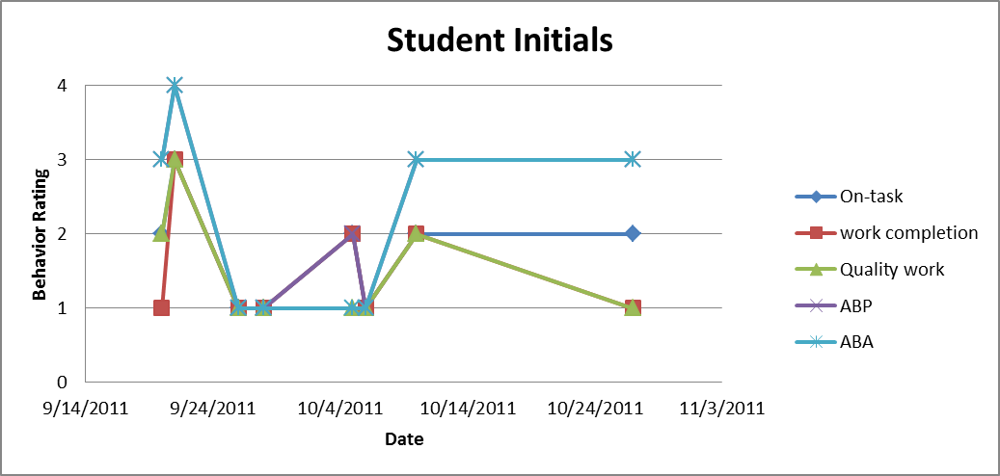 Student Initials
4
3
2
1
0
Behavior Rating
9/14/2011 9/24/2011 10/4/2011 10/14/2011 10/24/2011 11/3/2011
Date
On-task
work completion
Quality work
ABP
ABA